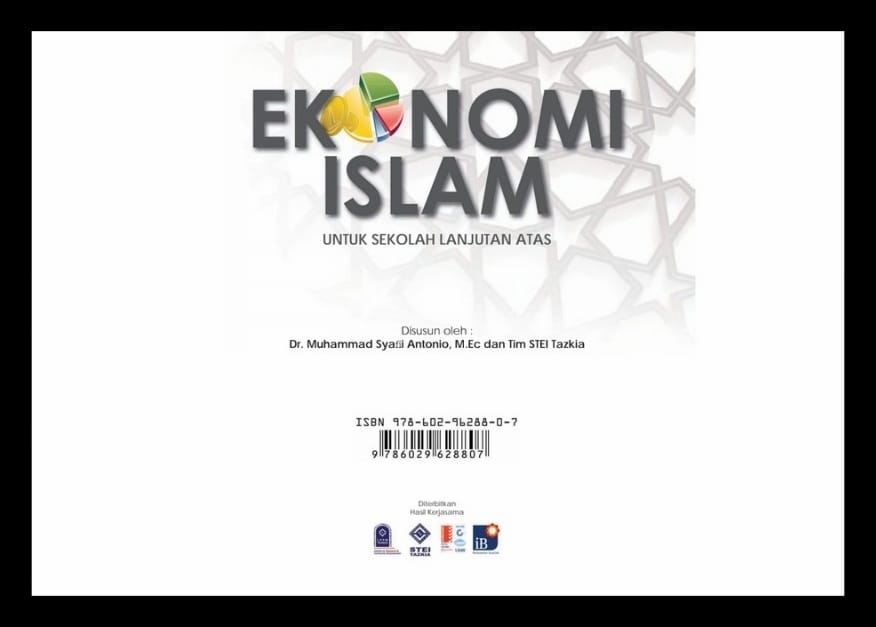 EKONOMI
ISLAM
UNTUK SEKOLAH LANJUTAN ATAS
Disusun oleh :
Dr. Muhammad Syafii Antonio, M.Ec dan Tim STEI Tazkia
ISBN 978-602-96288-0-7
9 786029 628807
Diterbitkan
Hasil Kerjasama
STEI
TAZKIA
iB